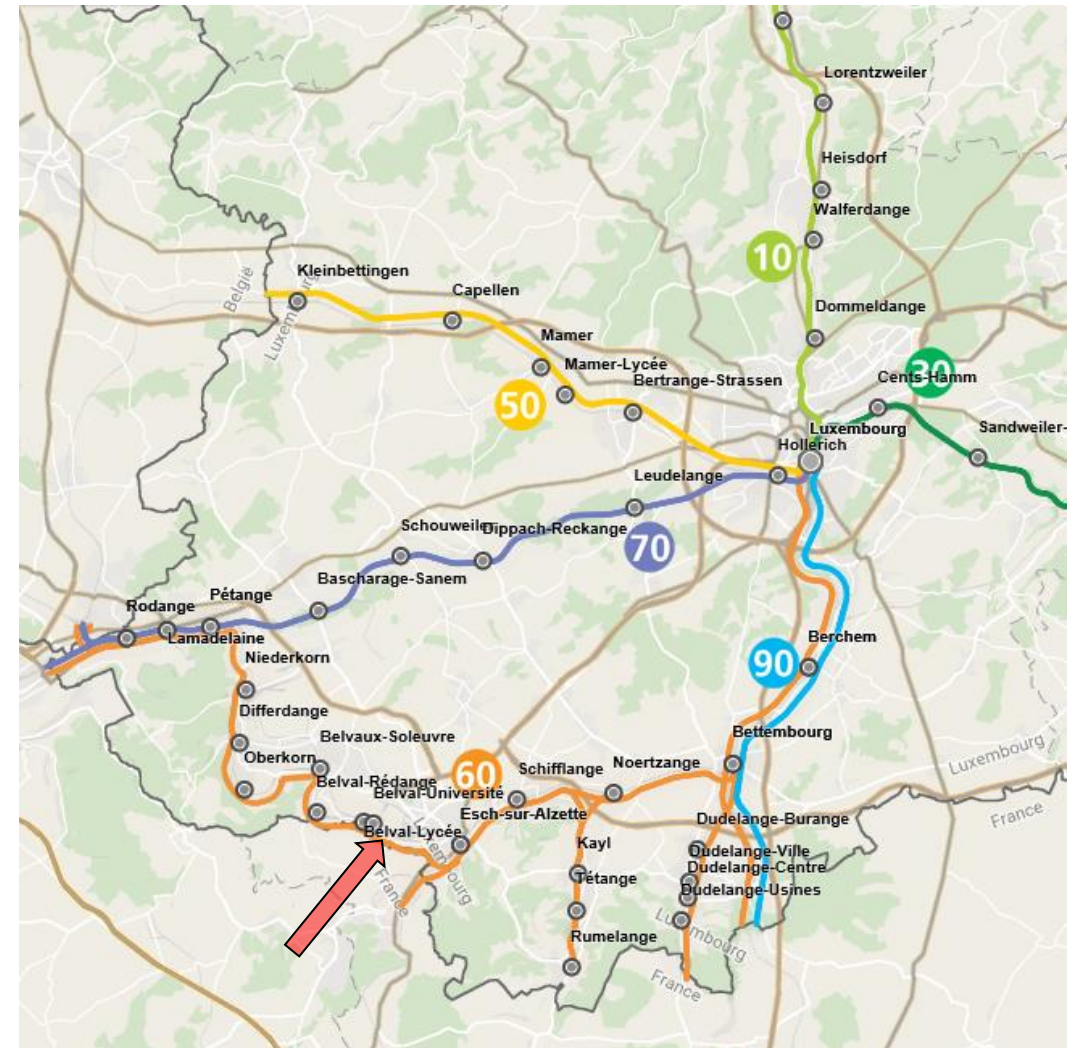 Lorentzweiler
Heisdorf
Walferdange
10
Dommeldange
België
Luxembourg
Kleinbettingen
Capellen
Mamer
Mamer-Lycée
Bertrange-Strassen
50
30
Cents-Hamm
Luxembourg
Hollerich
Sandweiler-
Leudelange
Schouweiler
Dippach-Reckange
70
Bascharage-Sanem
Pétange
Rodange
Lamadelaine
Niederkorn
Berchem
90
Differdange
Belvaux-Soleuvre
Oberkorn
Bettembourg
Luxembourg
France
60
Schifflange
Noertzange
Belval-Rédange
Belval-Université
Esch-sur-Alzette
Belval-Lycée
Dudelange-Burange
Kayl
Dudelange-Ville
Dudelange-Centre
Tétange
Dudelange-Usines
France
Luxembourg
Rumelange
France